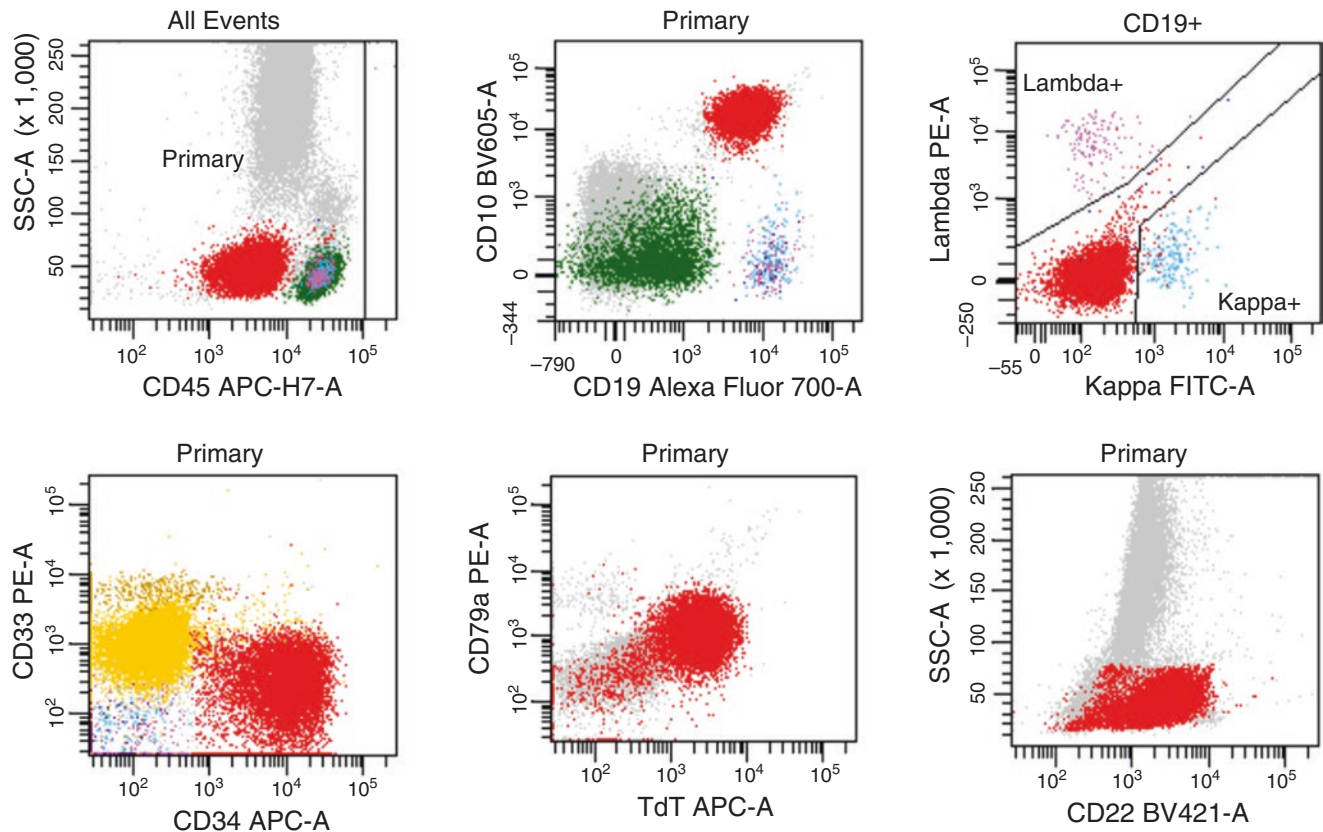 All Events
SSC-A (x 1,000)
250
200
150
100
50
Primary
10^2
10^3
10^4
10^5
CD45 APC-H7-A
Primary
CD10 BV605-A
10^5
10^4
10^3
0
−344
−790
0
10^3
10^4
10^5
CD19 Alexa Fluor 700-A
CD19+
Lambda PE-A
10^5
10^4
10^3
0
−250
Lambda+
Kappa+
−55
0
10^2
10^3
10^4
10^5
Kappa FITC-A
Primary
CD33 PE-A
10^5
10^4
10^3
10^2
10^2
10^3
10^4
10^5
CD34 APC-A
Primary
CD79a PE-A
10^5
10^4
10^3
10^2
10^2
10^3
10^4
10^5
TdT APC-A
Primary
SSC-A (x 1,000)
250
200
150
100
50
10^2
10^3
10^4
10^5
CD22 BV421-A